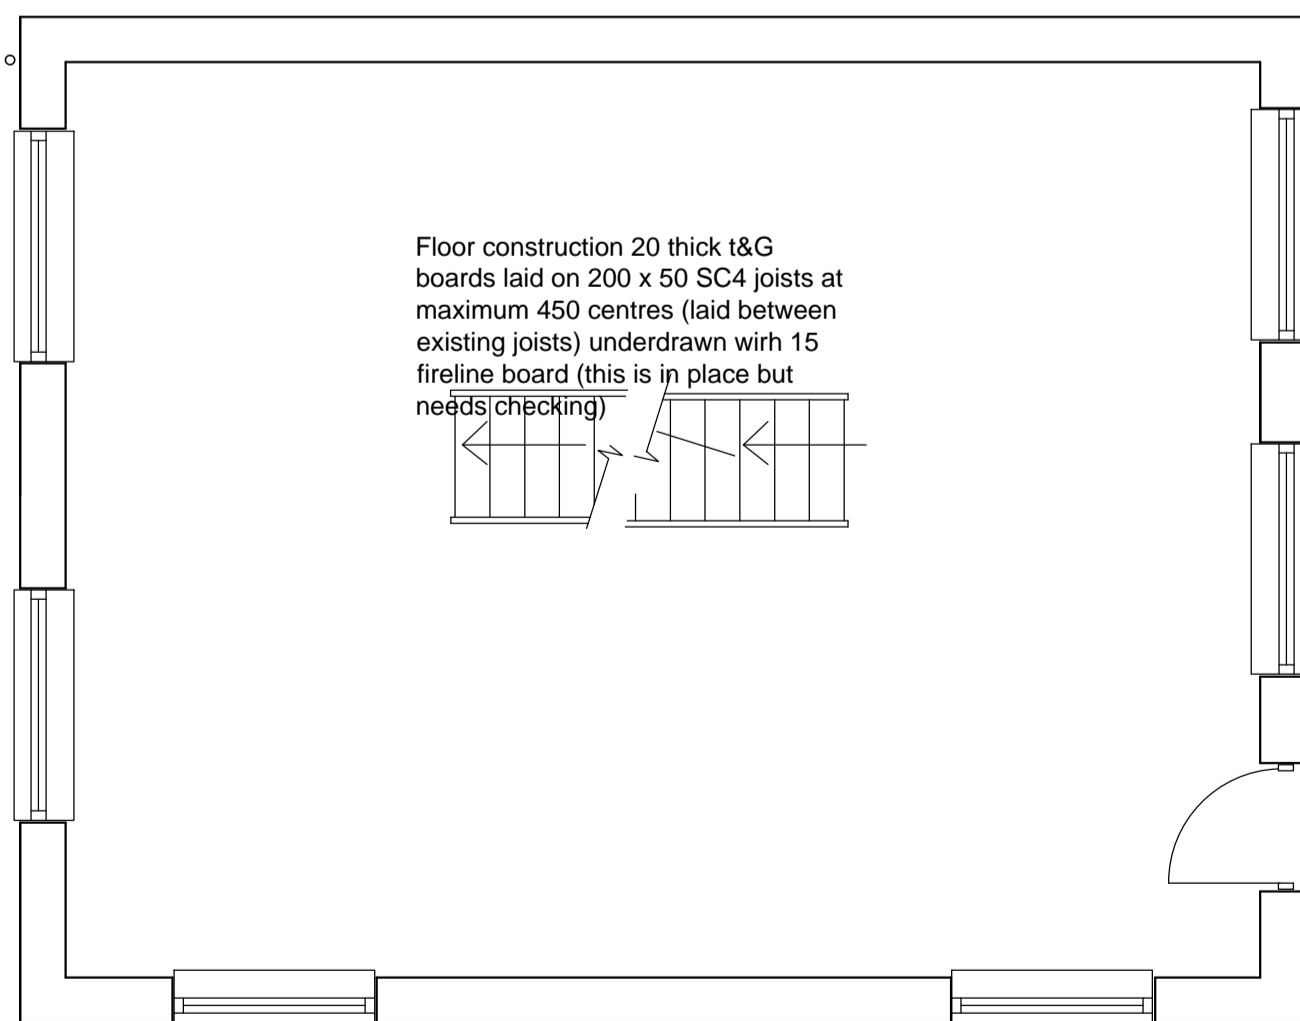 Floor construction 20 thick t&G
boards laid on 200 x 50 SC4 joists at
maximum 450 centres (laid between
existing joists) underdrawn wirh 15
fireline board (this is in place but
needs checking)